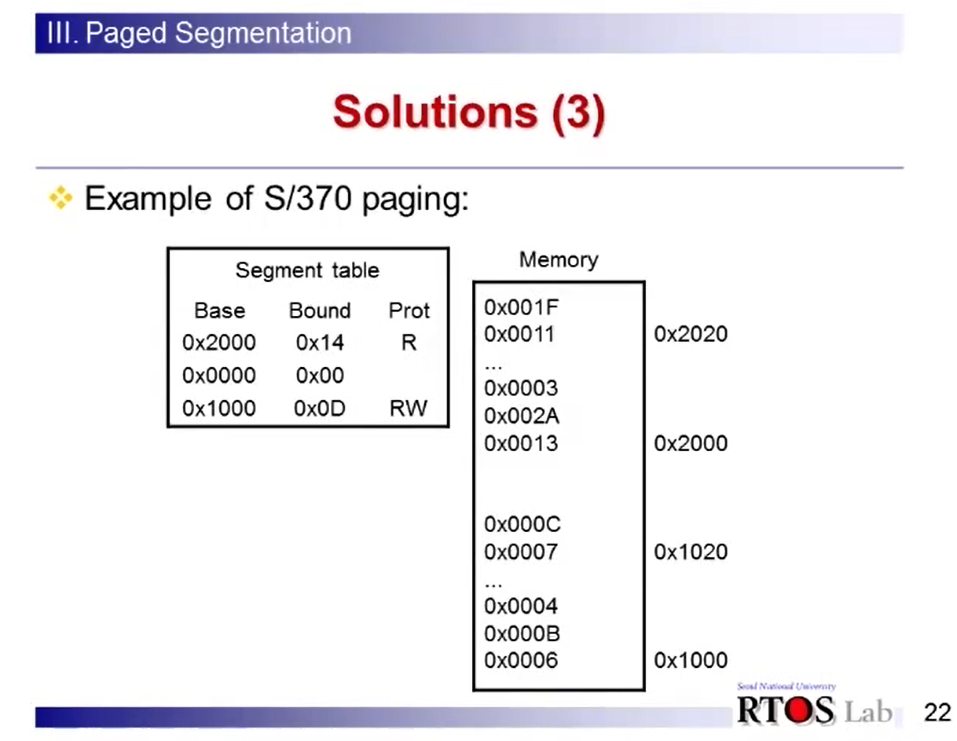 III. Paged Segmentation
Solutions (3)
Example of S/370 paging:
Segment table
Base Bound Prot
0x2000 0x14 R
0x0000 0x00
0x1000 0x0D RW
Memory
0x001F
0x0011 0x2020
...
0x0003
0x002A
0x0013 0x2000
0x000C
0x0007 0x1020
...
0x0004
0x000B
0x0006 0x1000
Seoul National University
RTOS Lab
22